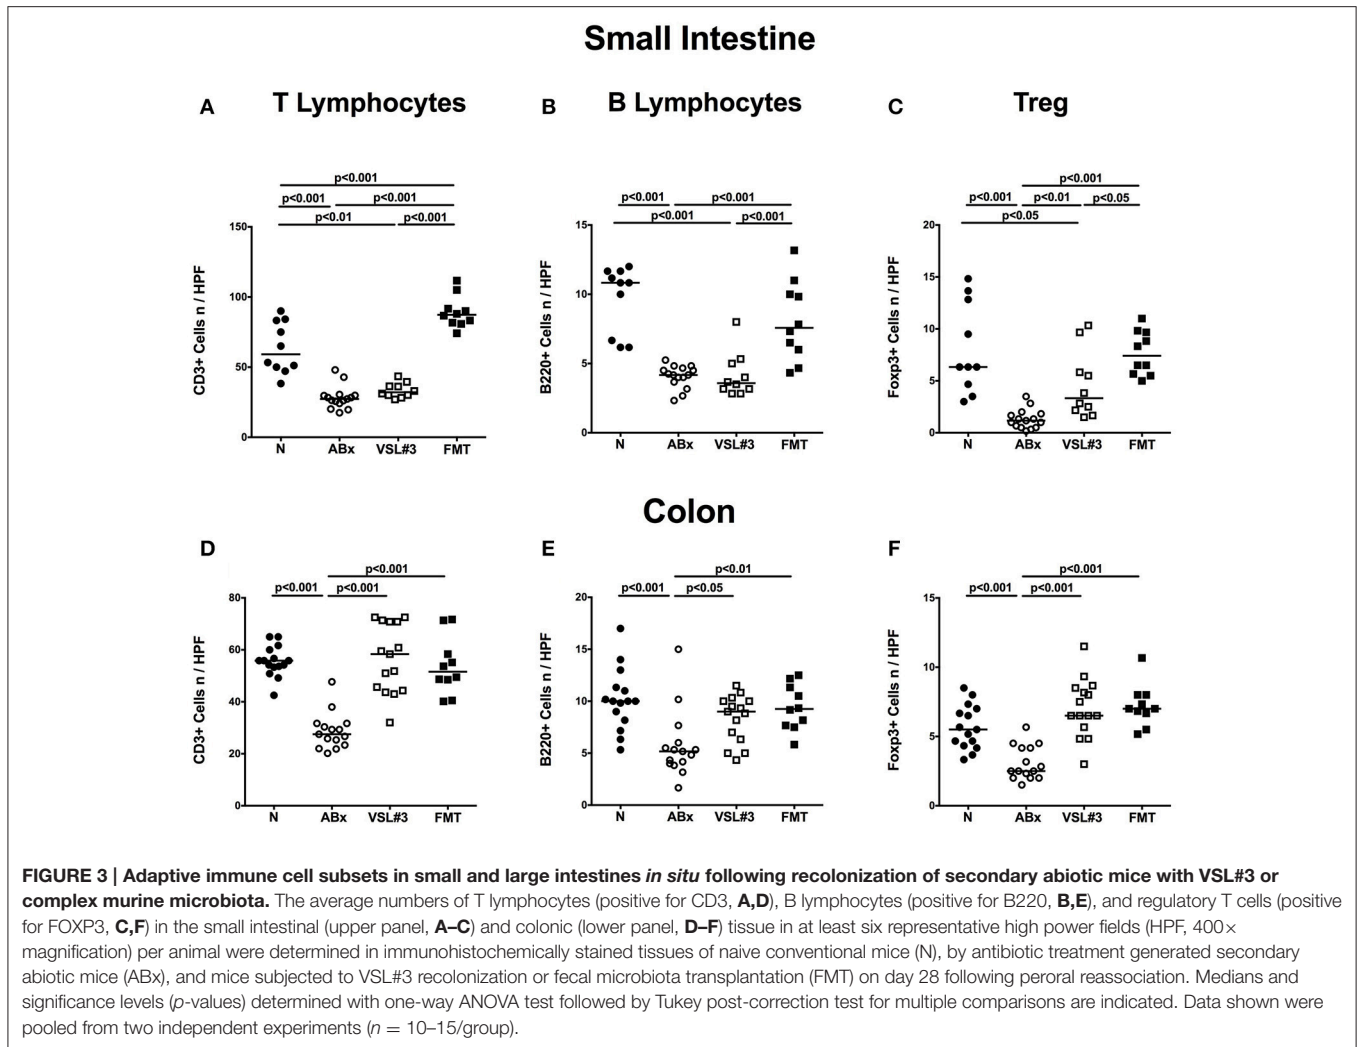 Small Intestine
A T Lymphocytes
B B Lymphocytes
C Treg
p<0.001
p<0.001 p<0.001
p<0.01 p<0.001
CD3+ Cells n / HPF
150
100
50
0
N ABx VSL#3 FMT
p<0.001 p<0.001
p<0.001 p<0.001
B220+ Cells n / HPF
15
10
5
0
N ABx VSL#3 FMT
p<0.001
p<0.001 p<0.01 p<0.05
p<0.05
Foxp3+ Cells n / HPF
20
15
10
5
0
N ABx VSL#3 FMT
Colon
D
p<0.001
p<0.001 p<0.001
CD3+ Cells n / HPF
80
60
40
20
0
N ABx VSL#3 FMT
E
p<0.01
p<0.001 p<0.05
B220+ Cells n / HPF
20
15
10
5
0
N ABx VSL#3 FMT
F
p<0.001
p<0.001 p<0.001
Foxp3+ Cells n / HPF
15
10
5
0
N ABx VSL#3 FMT
FIGURE 3 | Adaptive immune cell subsets in small and large intestines in situ following recolonization of secondary abiotic mice with VSL#3 or
complex murine microbiota. The average numbers of T lymphocytes (positive for CD3, A,D), B lymphocytes (positive for B220, B,E), and regulatory T cells (positive
for FOXP3, C,F) in the small intestinal (upper panel, A–C) and colonic (lower panel, D–F) tissue in at least six representative high power fields (HPF, 400×
magnification) per animal were determined in immunohistochemically stained tissues of naive conventional mice (N), by antibiotic treatment generated secondary
abiotic mice (ABx), and mice subjected to VSL#3 recolonization or fecal microbiota transplantation (FMT) on day 28 following peroral reassociation. Medians and
significance levels (p-values) determined with one-way ANOVA test followed by Tukey post-correction test for multiple comparisons are indicated. Data shown were
pooled from two independent experiments (n = 10–15/group).